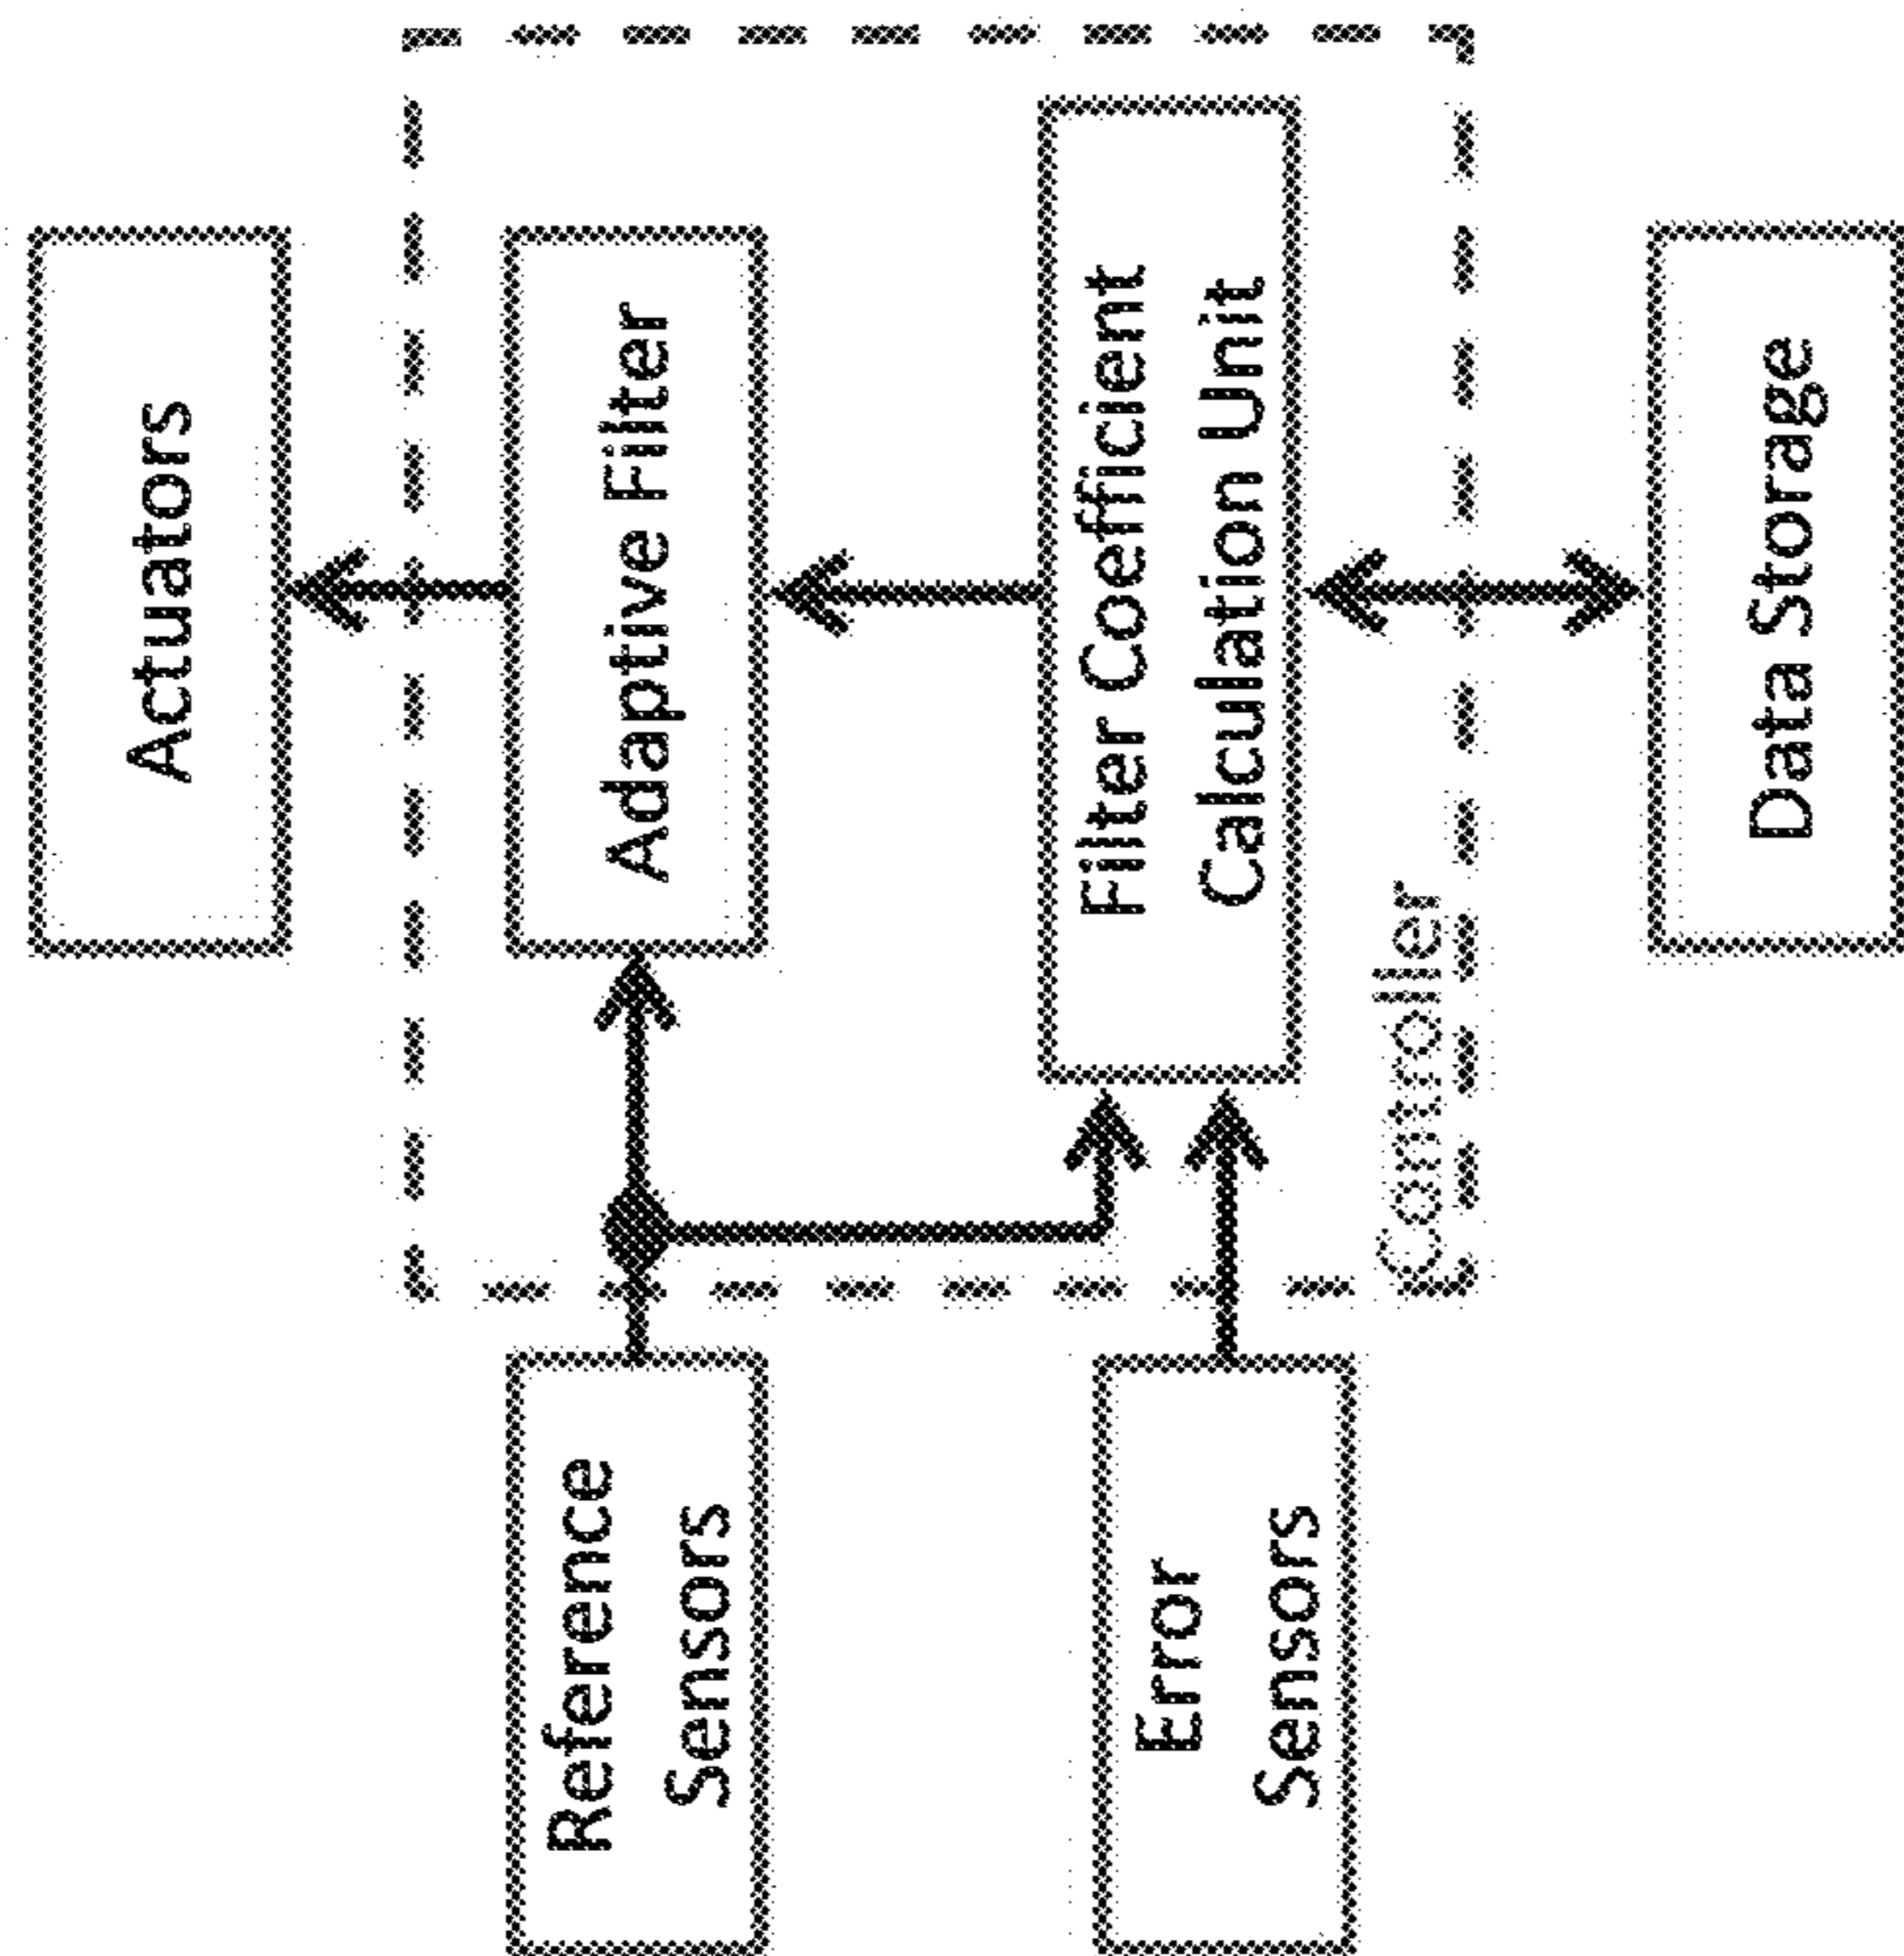 Actuators
Adaptive Filter
Filter Coefficient
Calculation Unit
Controller
Data Storage
Reference
Sensors
Error
Sensors